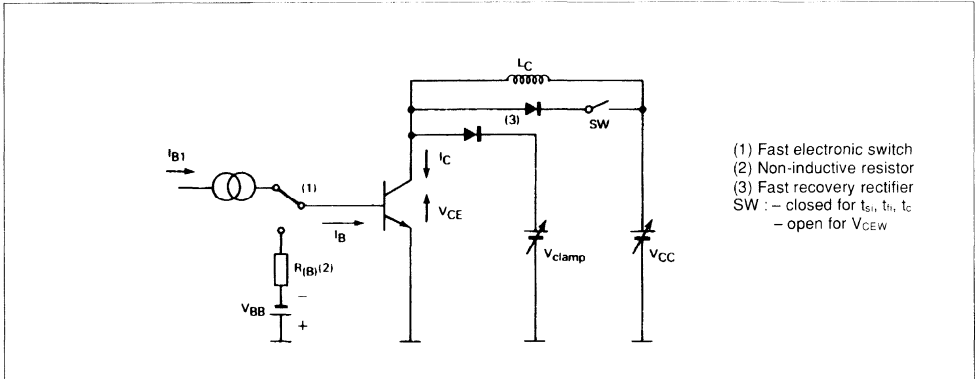 L_C
(3)
SW
I_B1
(1)
I_C
V_CE
I_B
R_(B)(2)
V_BB
−
+
V_clamp
V_CC
(1) Fast electronic switch
(2) Non-inductive resistor
(3) Fast recovery rectifier
SW : – closed for t_si, t_fi, t_c
– open for V_CEW